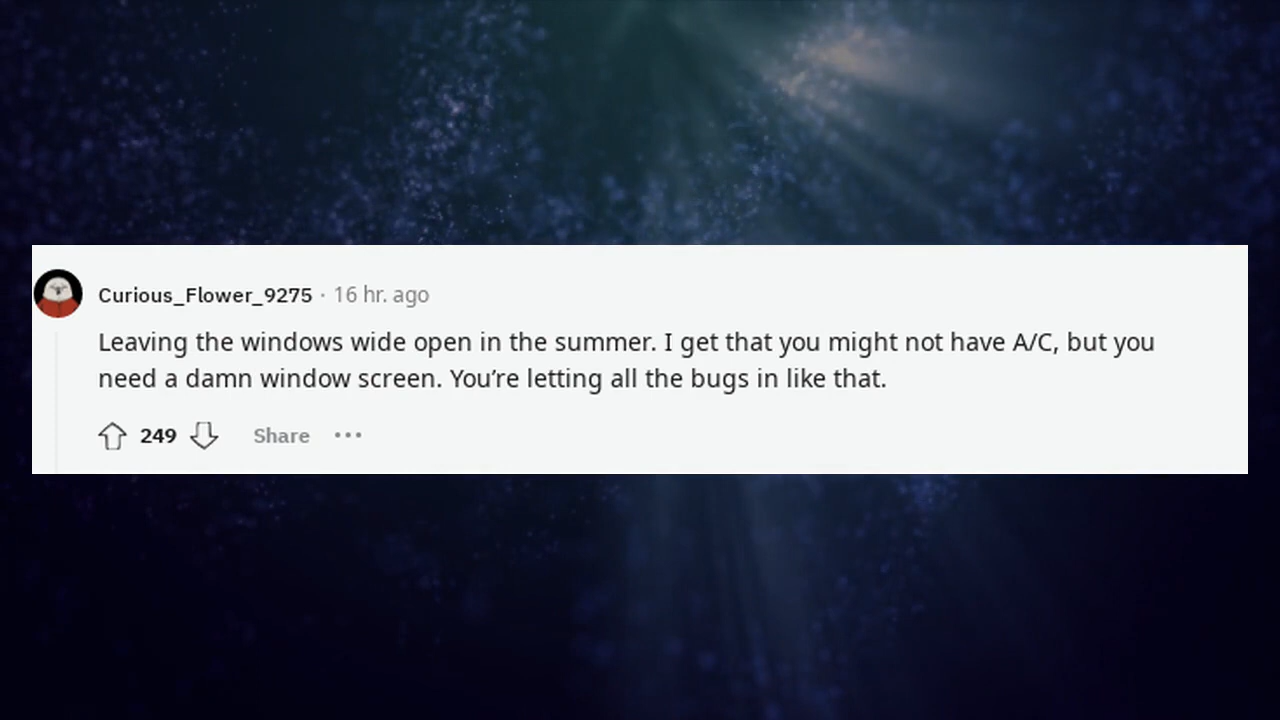 Curious_Flower_9275 · 16 hr. ago
Leaving the windows wide open in the summer. I get that you might not have A/C, but you
need a damn window screen. You’re letting all the bugs in like that.
249 Share ···